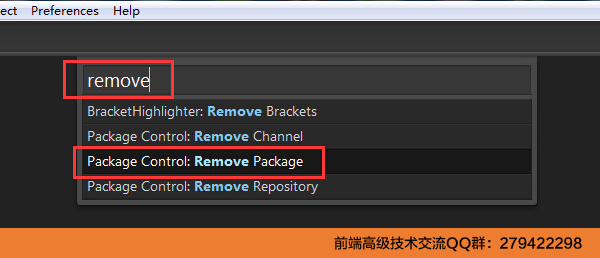 ect Preferences Help
remove
BracketHighlighter: Remove Brackets
Package Control: Remove Channel
Package Control: Remove Package
Package Control: Remove Repository
前端高级技术交流QQ群：279422298